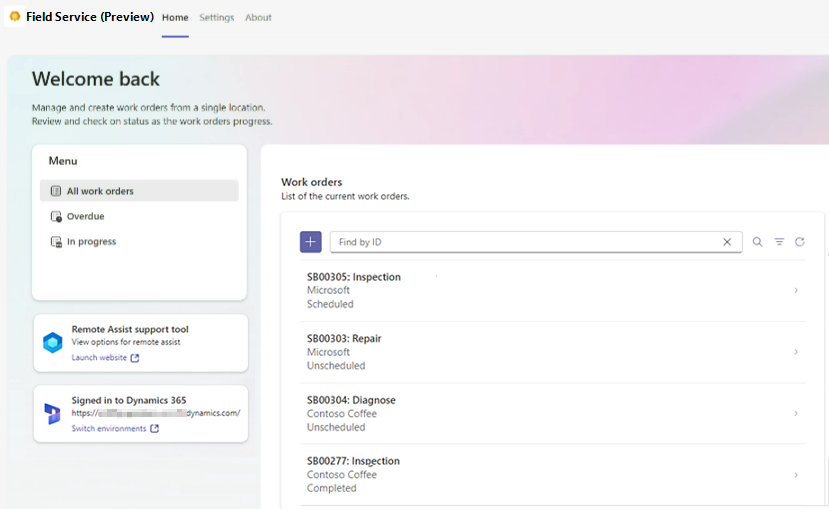 Field Service (Preview) Home Settings About
Welcome back
Manage and create work orders from a single location.
Review and check on status as the work orders progress.
Menu
All work orders
Overdue
In progress
Remote Assist support tool
View options for remote assist
Launch website
Signed in to Dynamics 365
https:// dynamics.com/
Switch environments
Work orders
List of the current work orders.
Find by ID
SB00305: Inspection
Microsoft
Scheduled
SB00303: Repair
Microsoft
Unscheduled
SB00304: Diagnose
Contoso Coffee
Unscheduled
SB00277: Inspection
Contoso Coffee
Completed